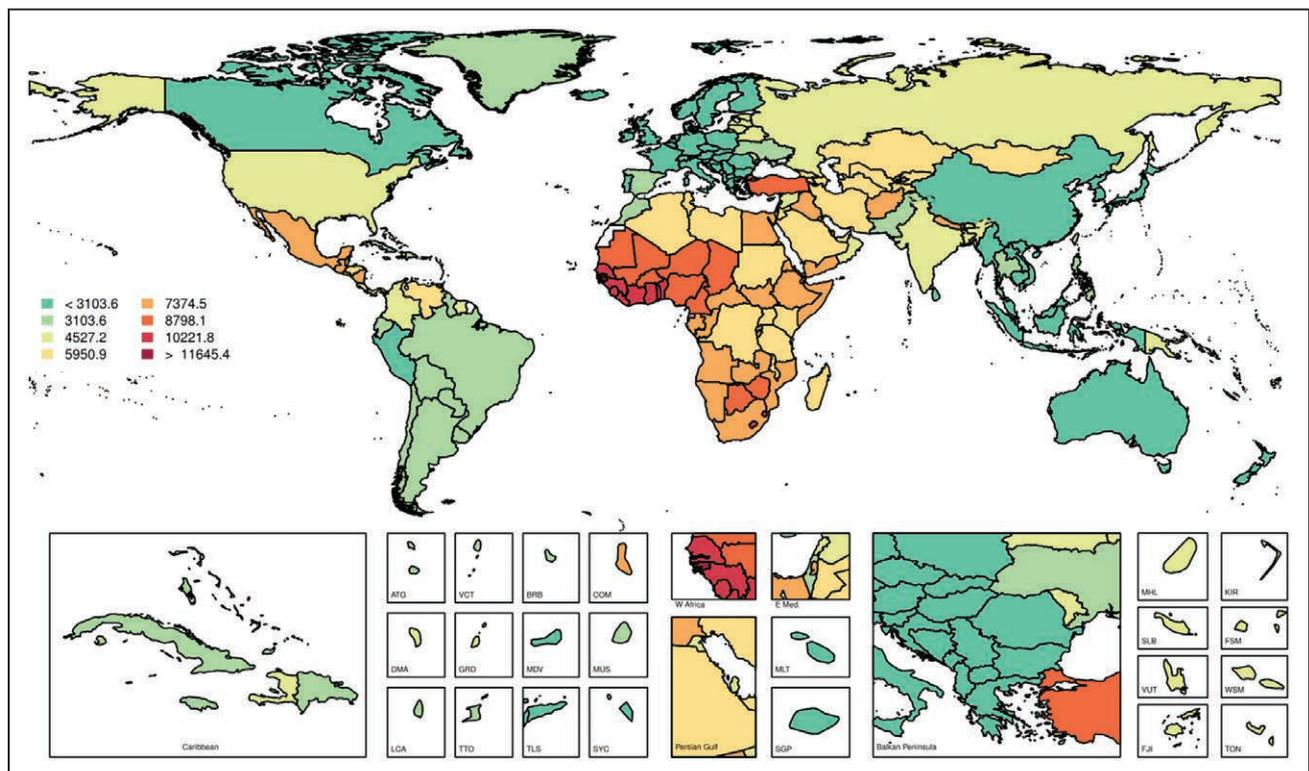 < 3103.6
3103.6
4527.2
5950.9
7374.5
8798.1
10221.8
> 11645.4
Caribbean
ATG
VCT
BRB
COM
DMA
GRD
MDV
MUS
LCA
TTO
TLS
SYC
W Africa
E Med.
Persian Gulf
MLT
SGP
Balkan Peninsula
MHL
KIR
SLB
FSM
VUT
WSM
FJI
TON